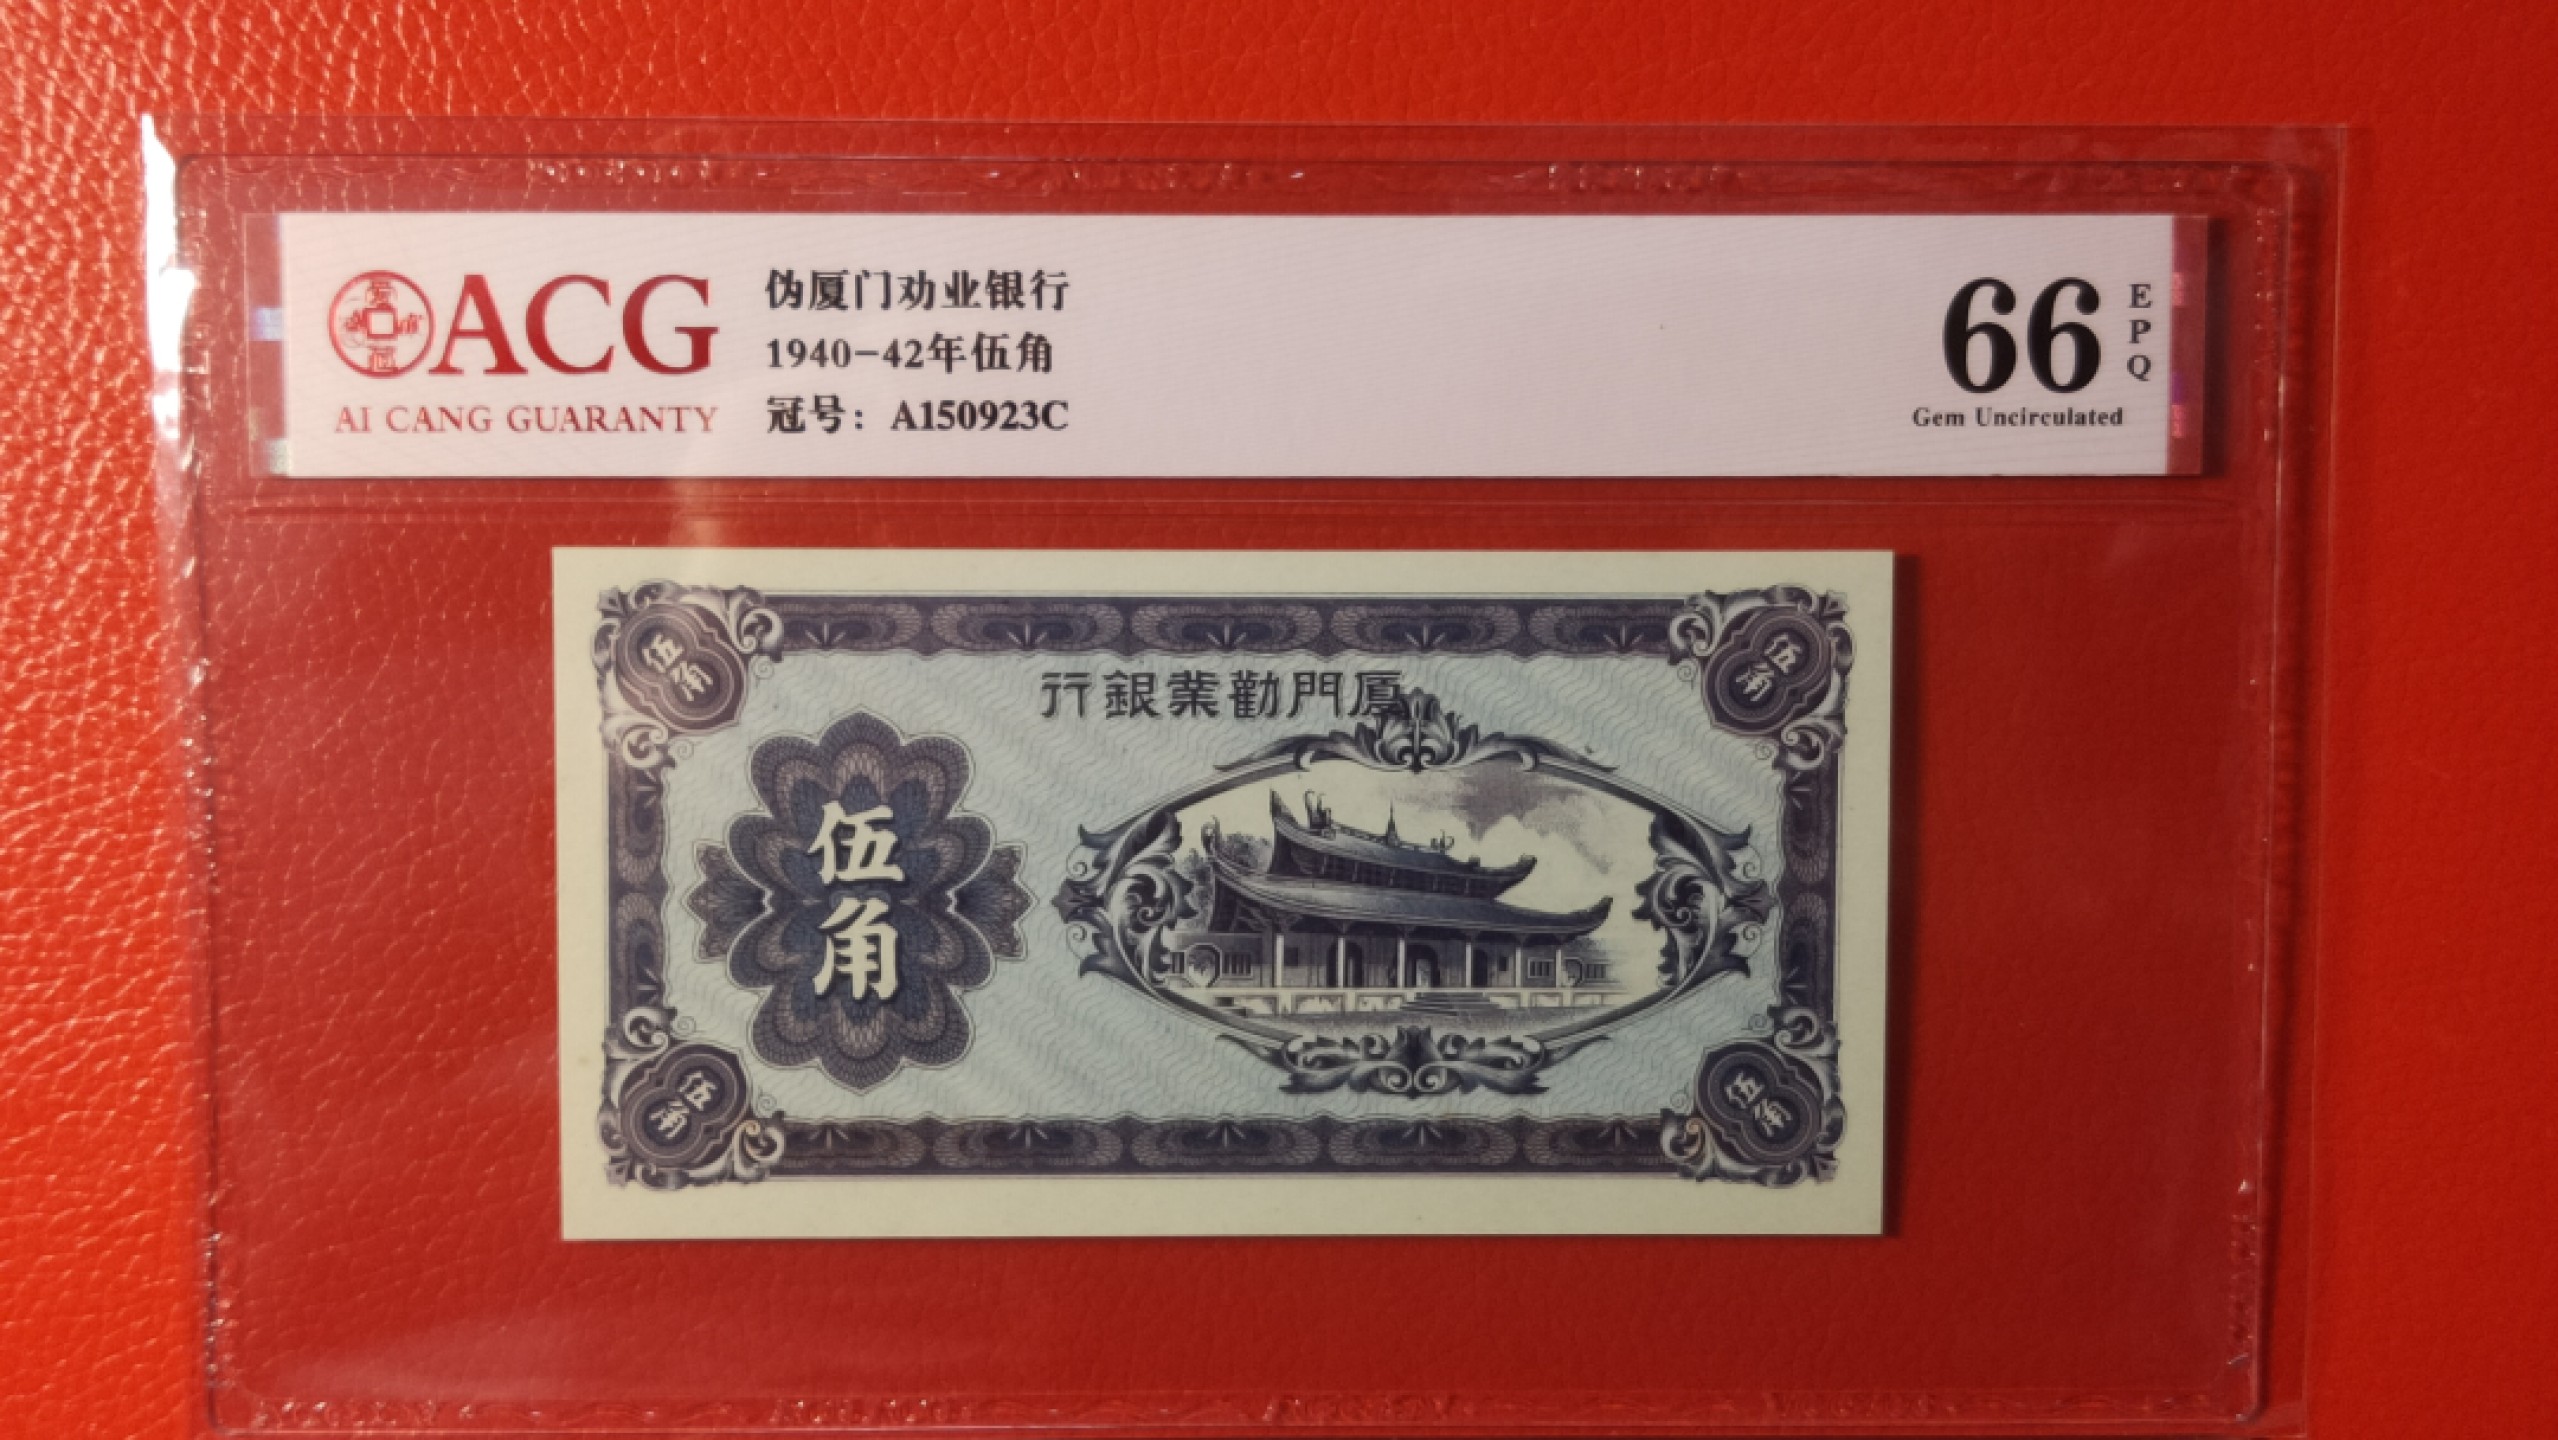 ACG
AI CANG GUARANTY
伪厦门劝业银行
1940-42年伍角
冠号：A150923C
66
EPQ
Gem Uncirculated
伍角
伍角
行銀業勸門厦
伍角
伍角
伍角